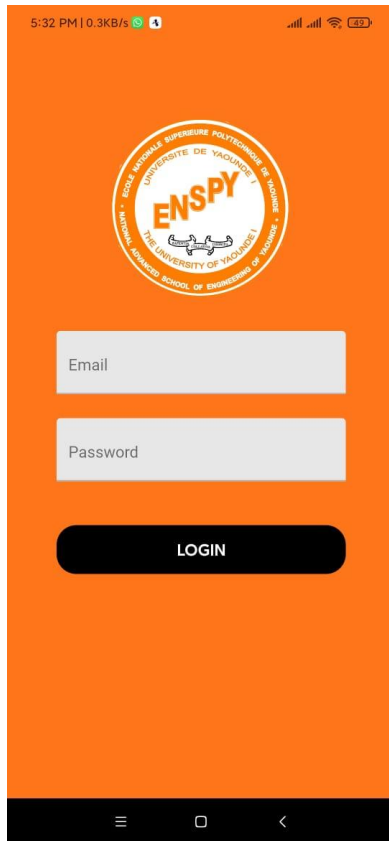 5:32 PM | 0.3KB/s
49
ECOLE NATIONALE SUPERIEURE POLYTECHNIQUE DE YAOUNDE
UNIVERSITE DE YAOUNDE I
ENSPY
THE UNIVERSITY OF YAOUNDE I
NATIONAL ADVANCED SCHOOL OF ENGINEERING OF YAOUNDE
Email
Password
LOGIN